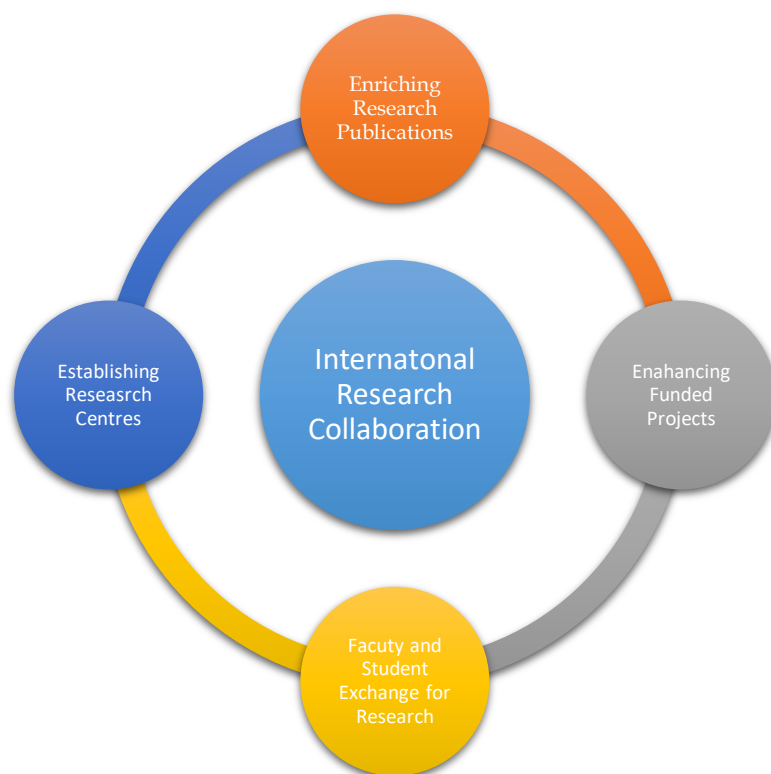 Enriching
Research
Publications
Internatonal
Research
Collaboration
Establishing
Reseasrch
Centres
Enahancing
Funded
Projects
Facuty and
Student
Exchange for
Research